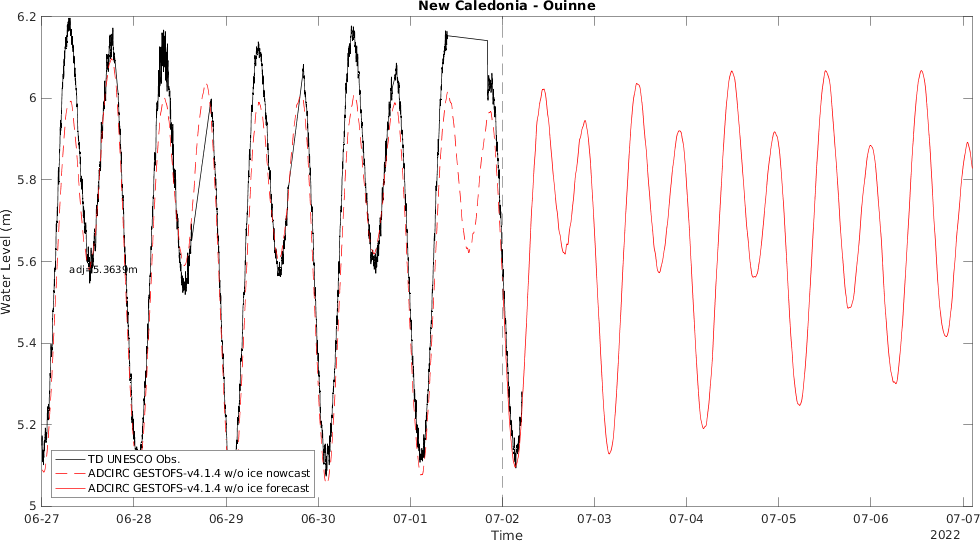 New Caledonia - Ouinne
6.2
6
5.8
5.6
5.4
5.2
5
Water Level (m)
adj=5.3639m
TD UNESCO Obs.
ADCIRC GESTOFS-v4.1.4 w/o ice nowcast
ADCIRC GESTOFS-v4.1.4 w/o ice forecast
06-27 06-28 06-29 06-30 07-01 07-02 07-03 07-04 07-05 07-06 07-07
Time
2022